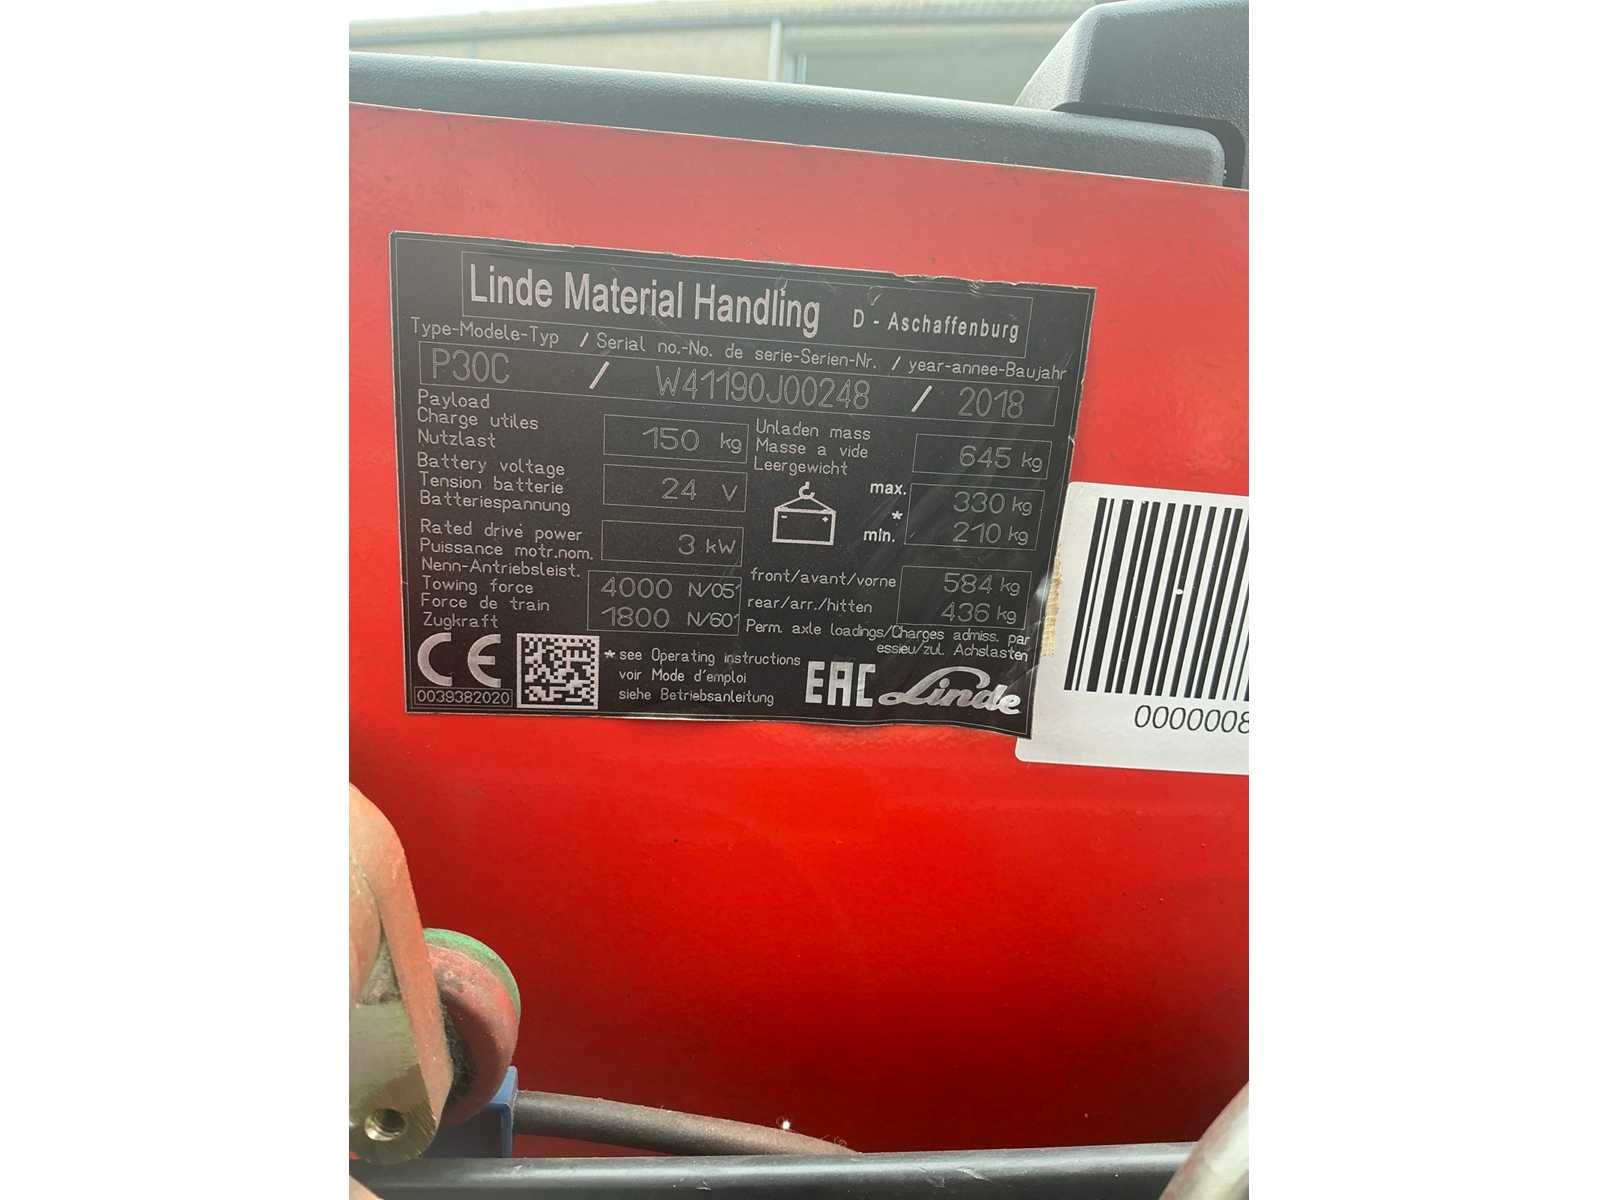 Linde Material Handling D - Aschaffenburg
Type-Modele-Typ / Serial no.-No. de serie-Serien-Nr. / year-annee-Baujahr
P30C / W41190J00248 / 2018
Payload
Charge utiles
Nutzlast
150 kg
Unladen mass
Masse a vide
Leergewicht
645 kg
Battery voltage
Tension batterie
Batteriespannung
24 V
- +
max. 330 kg
*
min. 210 kg
Rated drive power
Puissance motr.nom.
Nenn-Antriebsleist.
3 kW
front/avant/vorne 584 kg
rear/arr./hitten 436 kg
Towing force
Force de train
Zugkraft
4000 N/05'
1800 N/60'
Perm. axle loadings/Charges admiss. par
essieu/zul. Achslasten
CE
0039382020
* see Operating instructions
voir Mode d'emploi
siehe Betriebsanleitung
EAC Linde
0000008